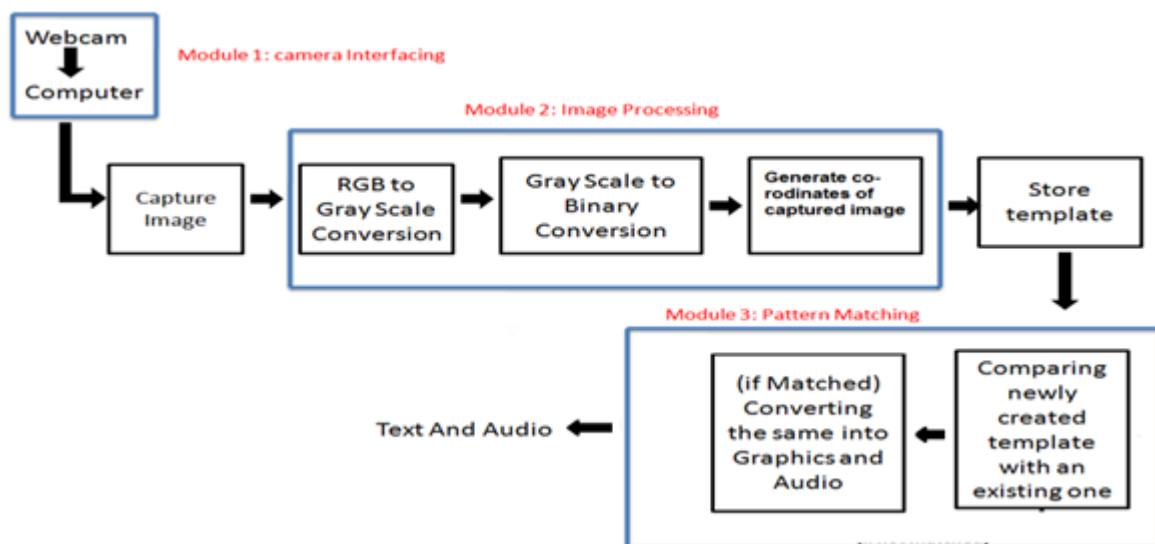 Webcam
Computer
Module 1: camera Interfacing
Module 2: Image Processing
Capture
Image
RGB to
Gray Scale
Conversion
Gray Scale to
Binary
Conversion
Generate co-
rodinates of
captured image
Store
template
Module 3: Pattern Matching
Comparing
newly
created
template
with an
existing one
(if Matched)
Converting
the same into
Graphics and
Audio
Text And Audio